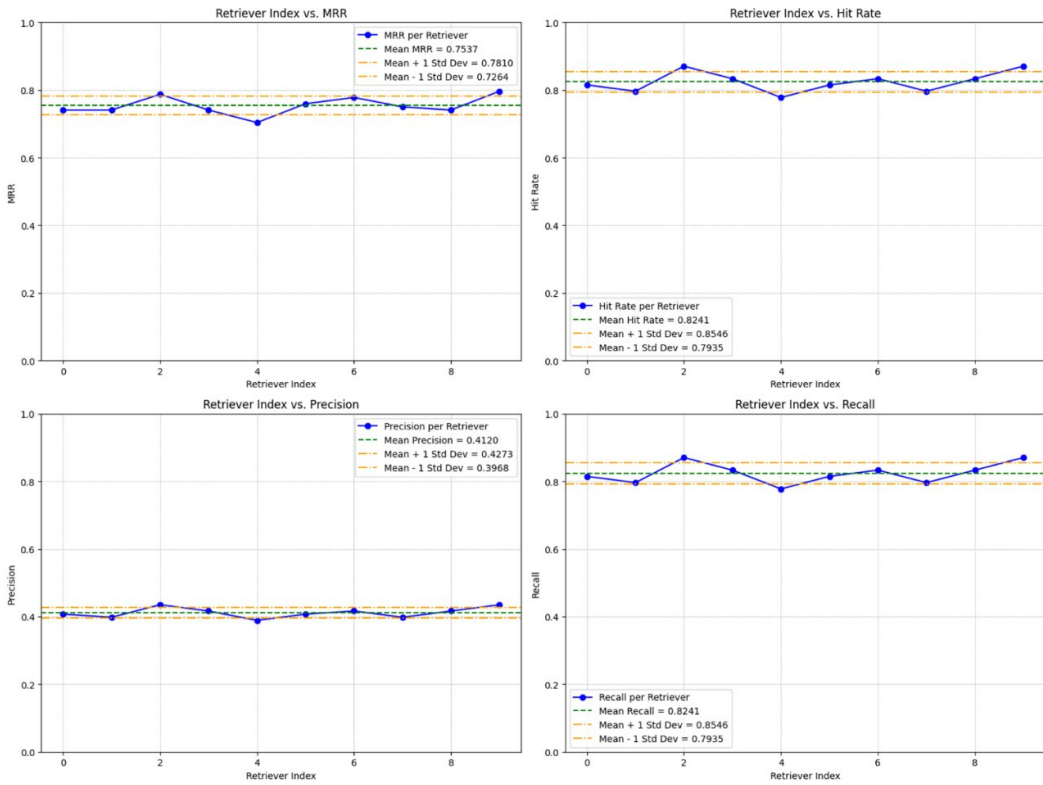 Retriever Index vs. MRR
1.0
0.8
0.6
0.4
0.2
0.0
MRR
MRR per Retriever
Mean MRR = 0.7537
Mean + 1 Std Dev = 0.7810
Mean - 1 Std Dev = 0.7264
0 2 4 6 8
Retriever Index
Retriever Index vs. Hit Rate
1.0
0.8
0.6
0.4
0.2
0.0
Hit Rate
Hit Rate per Retriever
Mean Hit Rate = 0.8241
Mean + 1 Std Dev = 0.8546
Mean - 1 Std Dev = 0.7935
0 2 4 6 8
Retriever Index
Retriever Index vs. Precision
1.0
0.8
0.6
0.4
0.2
0.0
Precision
Precision per Retriever
Mean Precision = 0.4120
Mean + 1 Std Dev = 0.4273
Mean - 1 Std Dev = 0.3968
0 2 4 6 8
Retriever Index
Retriever Index vs. Recall
1.0
0.8
0.6
0.4
0.2
0.0
Recall
Recall per Retriever
Mean Recall = 0.8241
Mean + 1 Std Dev = 0.8546
Mean - 1 Std Dev = 0.7935
0 2 4 6 8
Retriever Index